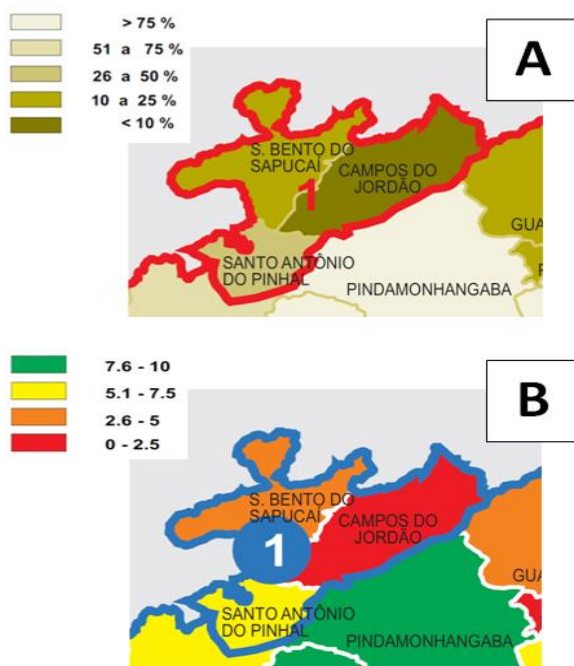 > 75 %
51 a 75 %
26 a 50 %
10 a 25 %
< 10 %
A
S. BENTO DO
SAPUCAÍ
CAMPOS DO
JORDÃO
1
GUA
SANTO ANTÔNIO
DO PINHAL
PINDAMONHANGABA
7.6 - 10
5.1 - 7.5
2.6 - 5
0 - 2.5
B
S. BENTO DO
SAPUCAÍ
CAMPOS DO
JORDÃO
1
GUA
SANTO ANTÔNIO
DO PINHAL
PINDAMONHANGABA